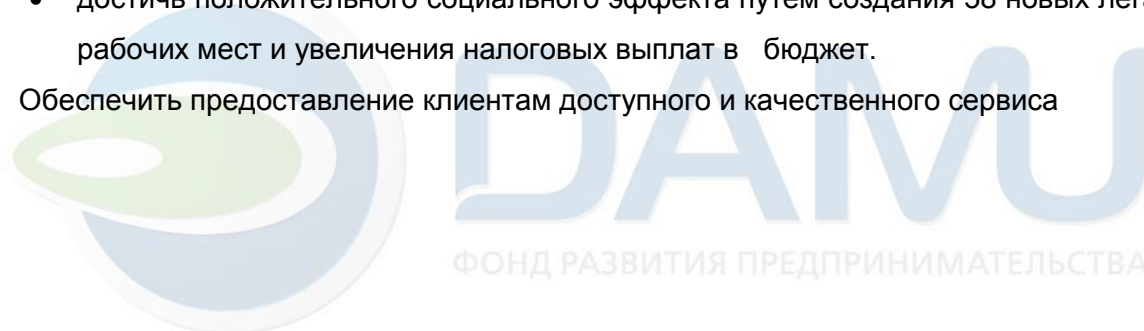 • достичь положительного социального эффекта путем создания 58 новых
рабочих мест и увеличения налоговых выплат в бюджет.
Обеспечить предоставление клиентам доступного и качественного сервиса
DAMU
ФОНД РАЗВИТИЯ ПРЕДПРИНИМАТЕЛЬСТВА